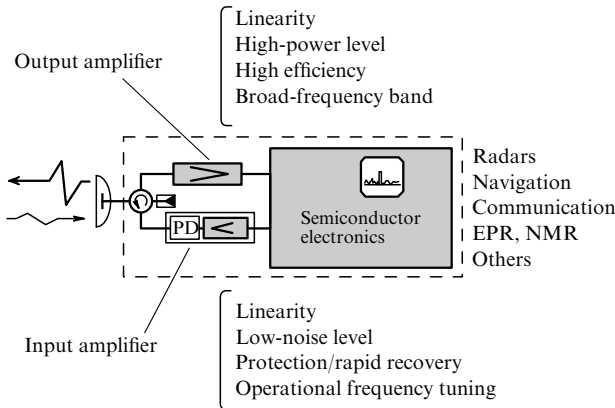 Linearity
High-power level
High efficiency
Broad-frequency band
Output amplifier
Radars
Navigation
Communication
EPR, NMR
Others
Semiconductor
electronics
PD
Input amplifier
Linearity
Low-noise level
Protection/rapid recovery
Operational frequency tuning